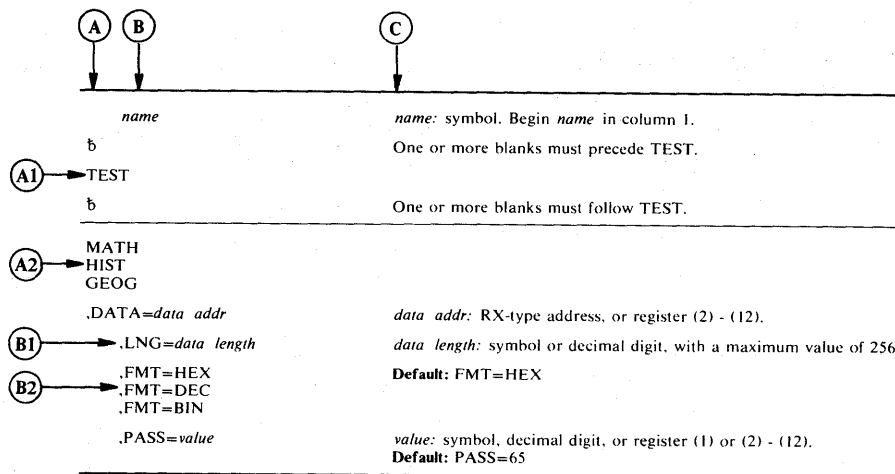 A B C
name name: symbol. Begin name in column 1.
ƀ One or more blanks must precede TEST.
A1 TEST
ƀ One or more blanks must follow TEST.
MATH
A2 HIST
GEOG
,DATA=data addr data addr: RX-type address, or register (2) - (12).
B1 ,LNG=data length data length: symbol or decimal digit, with a maximum value of 256
,FMT=HEX Default: FMT=HEX
B2 ,FMT=DEC
,FMT=BIN
,PASS=value value: symbol, decimal digit, or register (1) or (2) - (12).
Default: PASS=65